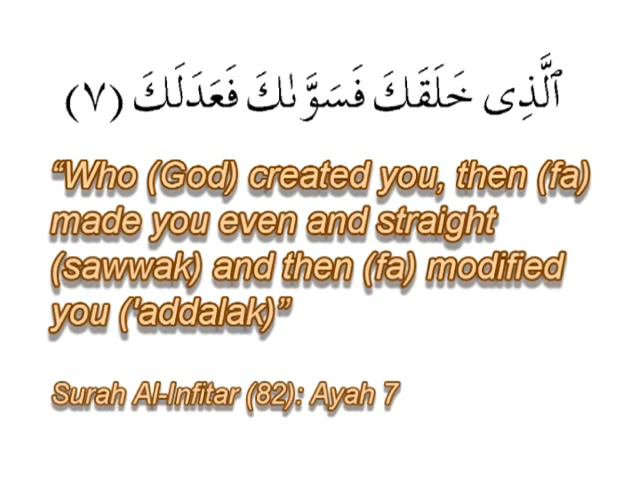 ٱلَّذِى خَلَقَكَ فَسَوَّىٰكَ فَعَدَلَكَ (٧)
“Who (God) created you, then (fa)
made you even and straight
(sawwak) and then (fa) modified
you ('addalak)”
Surah Al-Infitar (82): Ayah 7